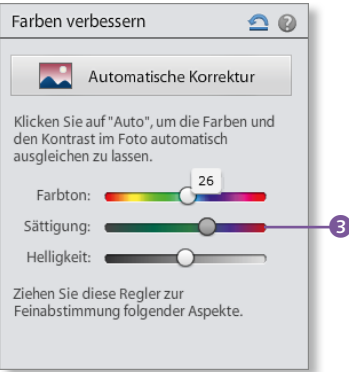 Farben verbessern
?
Automatische Korrektur
Klicken Sie auf "Auto", um die Farben und
den Kontrast im Foto automatisch
ausgleichen zu lassen.
26
Farbton:
Sättigung:
3
Helligkeit:
Ziehen Sie diese Regler zur
Feinabstimmung folgender Aspekte.